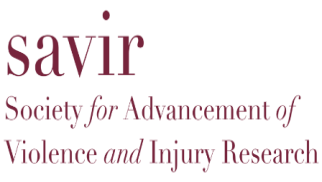 savir
Society for Advancement of
Violence and Injury Research